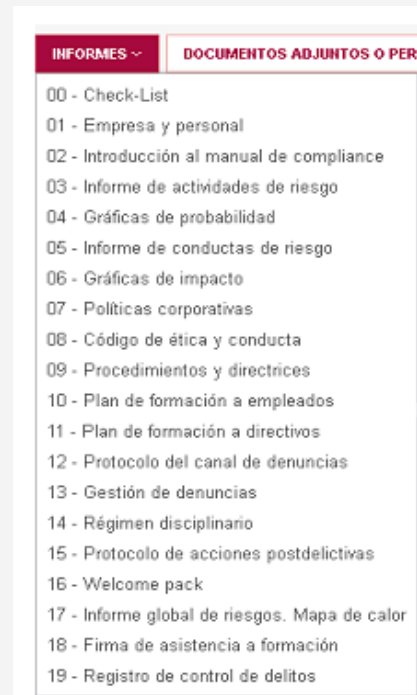 INFORMES
DOCUMENTOS ADJUNTOS O PER
00 - Check-List
01 - Empresa y personal
02 - Introducción al manual de compliance
03 - Informe de actividades de riesgo
04 - Gráficas de probabilidad
05 - Informe de conductas de riesgo
06 - Gráficas de impacto
07 - Políticas corporativas
08 - Código de ética y conducta
09 - Procedimientos y directrices
10 - Plan de formación a empleados
11 - Plan de formación a directivos
12 - Protocolo del canal de denuncias
13 - Gestión de denuncias
14 - Régimen disciplinario
15 - Protocolo de acciones postdelictivas
16 - Welcome pack
17 - Informe global de riesgos. Mapa de calor
18 - Firma de asistencia a formación
19 - Registro de control de delitos